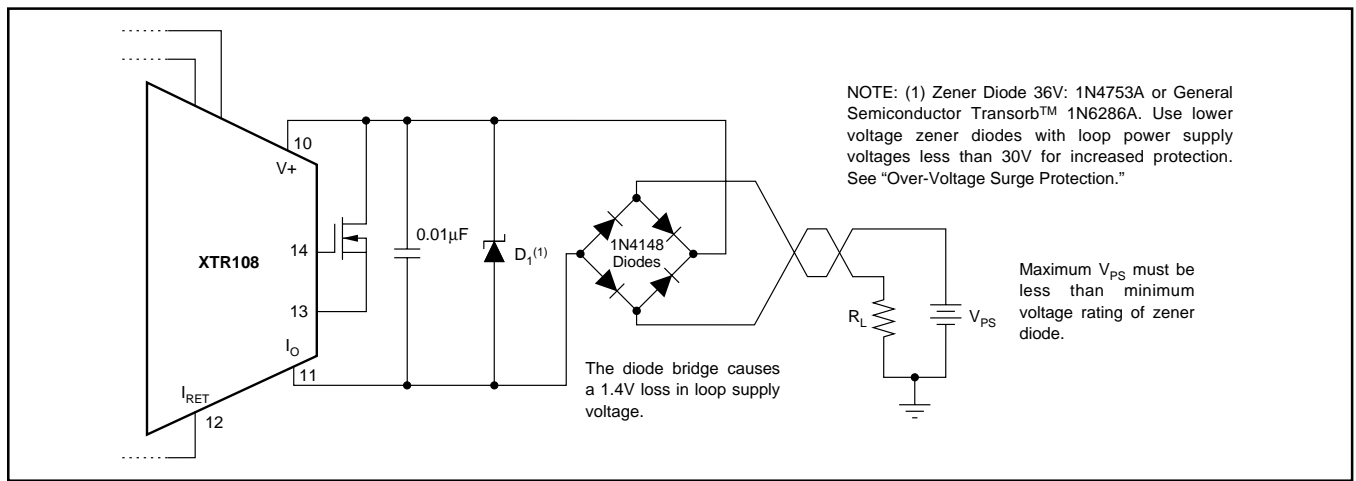 NOTE: (1) Zener Diode 36V: 1N4753A or General
Semiconductor Transorb™ 1N6286A. Use lower
voltage zener diodes with loop power supply
voltages less than 30V for increased protection.
See “Over-Voltage Surge Protection.”
10
V+
14
XTR108
13
I_O
11
I_RET
12
0.01µF
D₁⁽¹⁾
1N4148
Diodes
The diode bridge causes
a 1.4V loss in loop supply
voltage.
R_L
V_PS
Maximum V_PS must be
less than minimum
voltage rating of zener
diode.